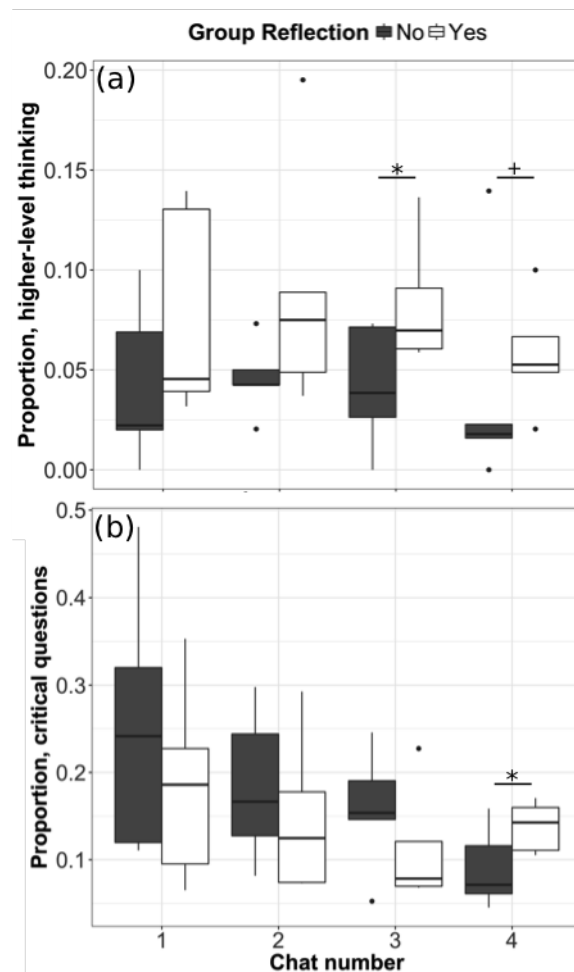 Group Reflection No Yes
(a)
Proportion, higher-level thinking
0.20
0.15
0.10
0.05
0.00
*
+
(b)
Proportion, critical questions
0.5
0.4
0.3
0.2
0.1
*
1 2 3 4
Chat number